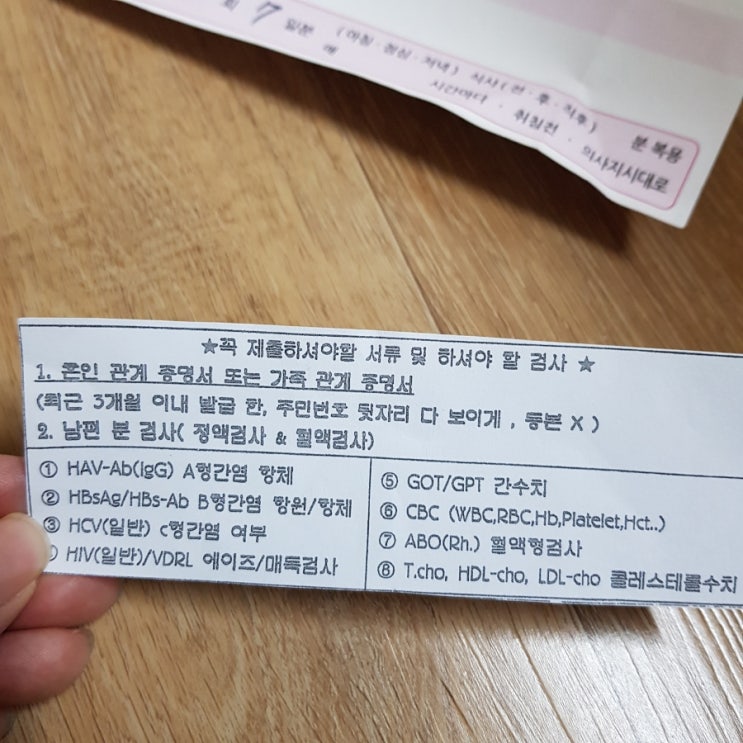 7 일분 (아침 · 점심 · 저녁) 식사 (전 · 후 · 직후)
분 복용
시간마다 · 취침전 · 의사지시대로
★꼭 제출하셔야할 서류 및 하셔야 할 검사 ★
1. 혼인 관계 증명서 또는 가족 관계 증명서
(최근 3개월 이내 발급 한, 주민번호 뒷자리 다 보이게 , 등본 X )
2. 남편 분 검사( 정액검사 & 혈액검사)
① HAV-Ab(IgG) A형간염 항체
② HBsAg/HBs-Ab B형간염 항원/항체
③ HCV(일반) C형간염 여부
HIV(일반)/VDRL 에이즈/매독검사
⑤ GOT/GPT 간수치
⑥ CBC (WBC,RBC,Hb,Platelet,Hct..)
⑦ ABO(Rh.) 혈액형검사
⑧ T.cho, HDL-cho, LDL-cho 콜레스테롤수치